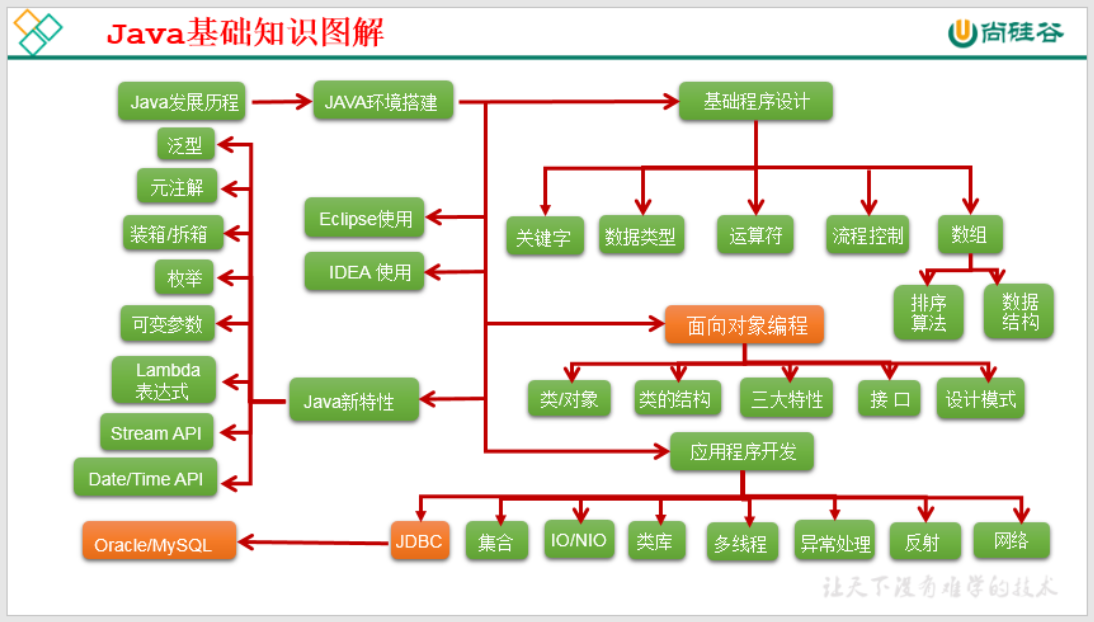 Java基础知识图解
尚硅谷
Java发展历程
JAVA环境搭建
基础程序设计
泛型
元注解
装箱/拆箱
枚举
可变参数
Lambda
表达式
Stream API
Date/Time API
Eclipse使用
IDEA 使用
Java新特性
关键字
数据类型
运算符
流程控制
数组
排序
算法
数据
结构
面向对象编程
类/对象
类的结构
三大特性
接 口
设计模式
应用程序开发
Oracle/MySQL
JDBC
集合
IO/NIO
类库
多线程
异常处理
反射
网络
让天下没有难学的技术